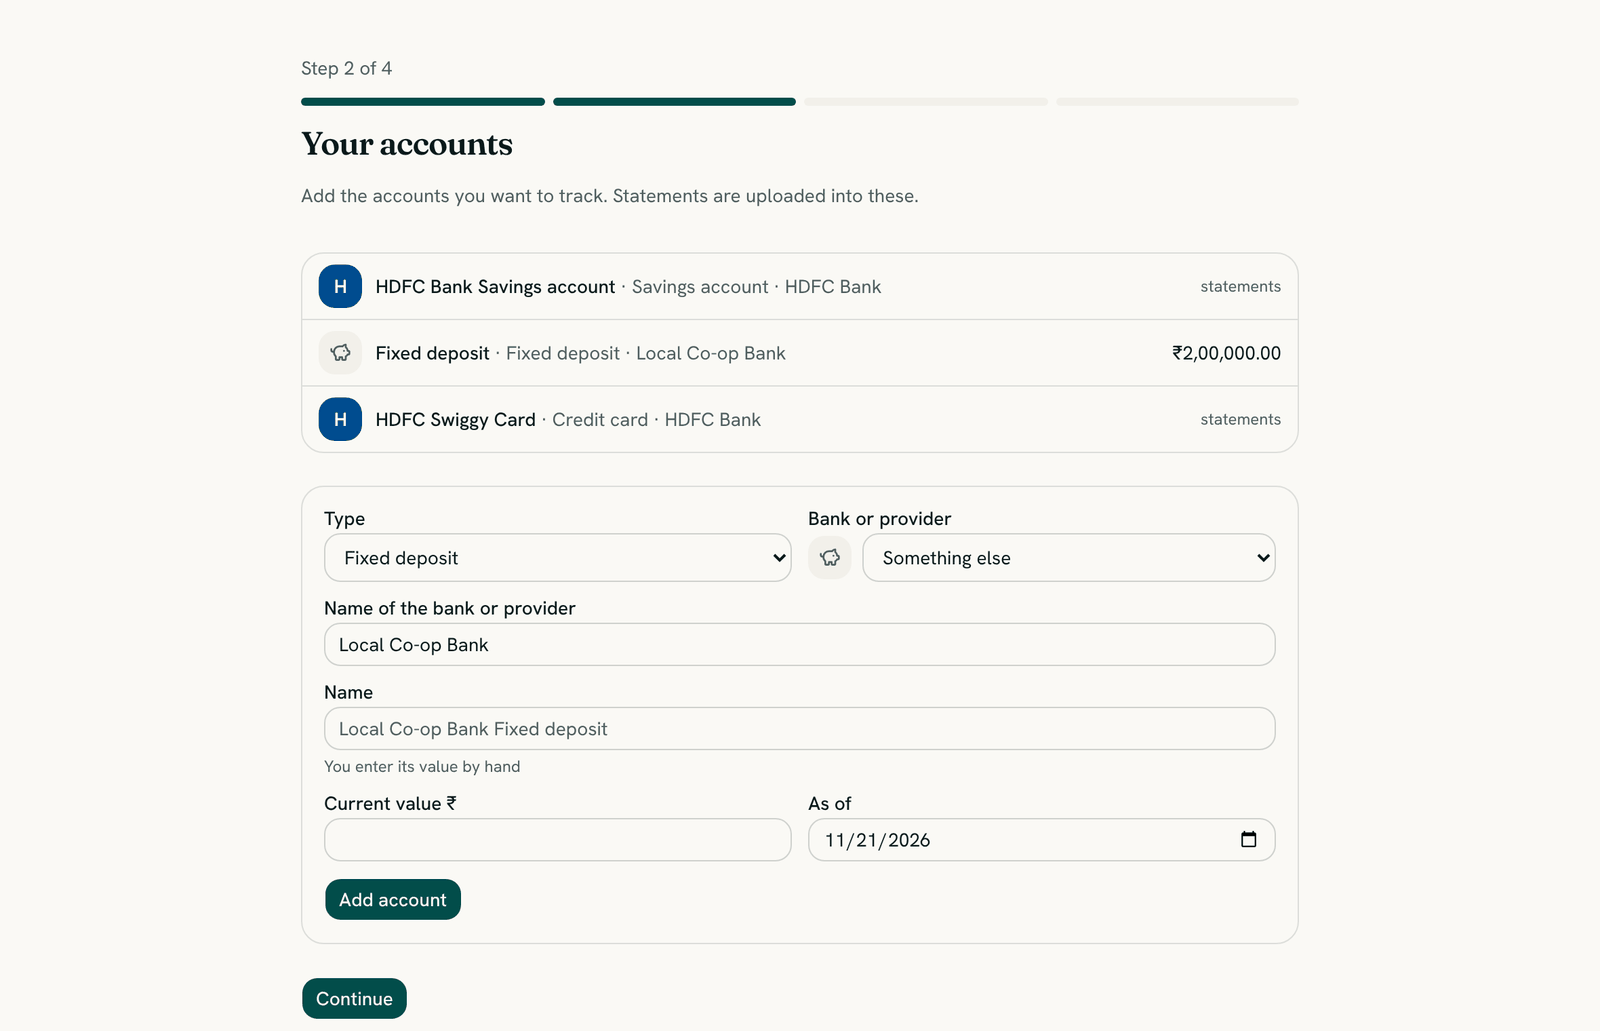 Step 2 of 4
Your accounts
Add the accounts you want to track. Statements are uploaded into these.
H HDFC Bank Savings account · Savings account · HDFC Bank statements
Fixed deposit · Fixed deposit · Local Co-op Bank ₹2,00,000.00
H HDFC Swiggy Card · Credit card · HDFC Bank statements
Type Bank or provider
Fixed deposit Something else
Name of the bank or provider
Local Co-op Bank
Name
Local Co-op Bank Fixed deposit
You enter its value by hand
Current value ₹ As of
11/21/2026
Add account
Continue